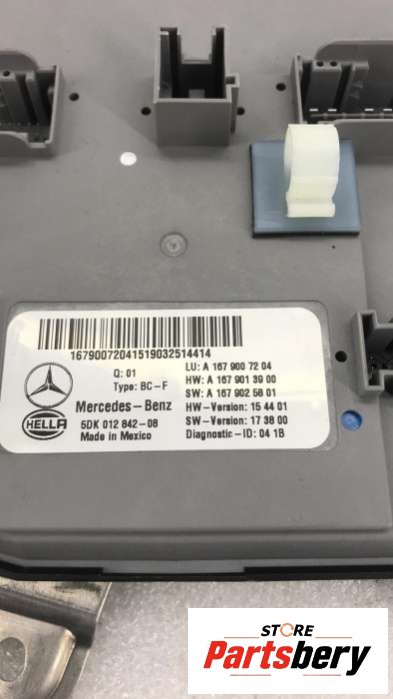 16790072041519032514414
Q: 01
Type: BC-F
Mercedes-Benz
HELLA
5DK 012 842-08
Made in Mexico
LU: A 167 900 72 04
HW: A 167 901 39 00
SW: A 167 902 58 01
HW-Version: 15 44 01
SW-Version: 17 38 00
Diagnostic-ID: 04 1B
STORE
Partsbery